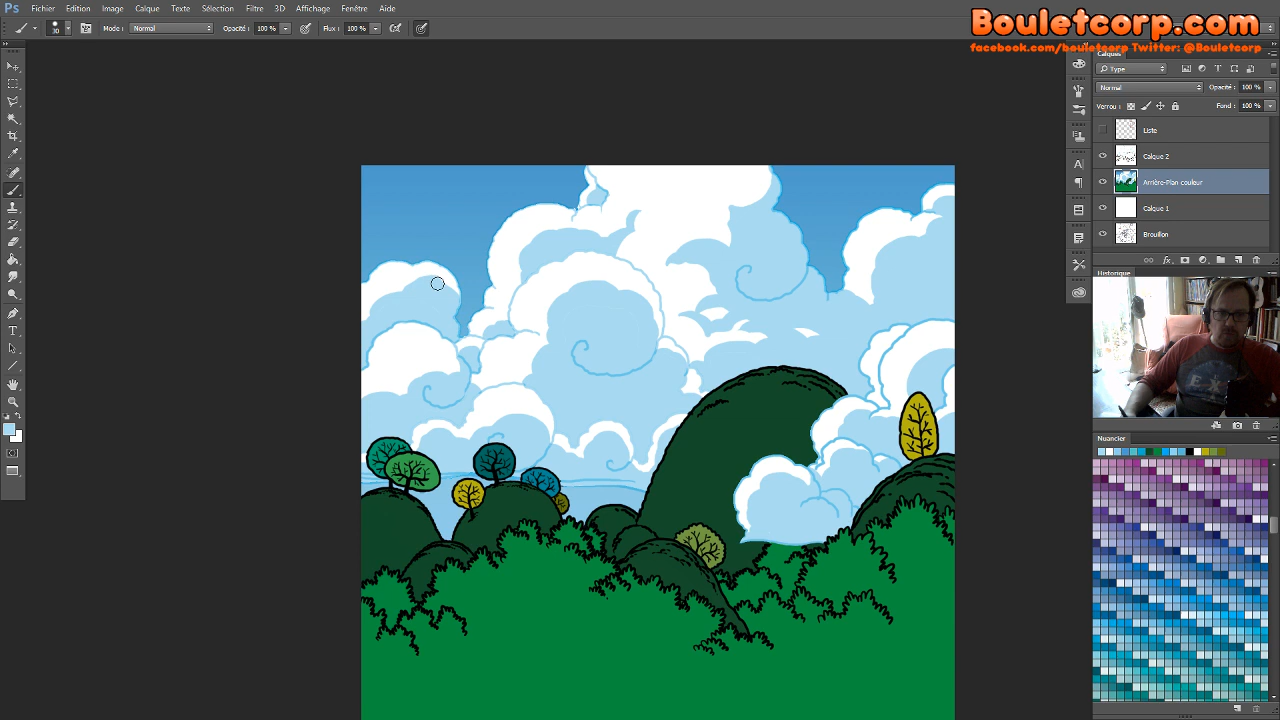 Ps Fichier Edition Image Calque Texte Sélection Filtre 3D Affichage Fenêtre Aide
30 Mode : Normal Opacité : 100 % Flux : 100 %
Bouletcorp.com
facebook.com/bouletcorp Twitter: @Bouletcorp
Calques
Type
Normal Opacité : 100 %
Verrou : Fond : 100 %
Liste
Calque 2
Arrière-Plan couleur
Calque 1
Brouillon
Historique
Nuancier